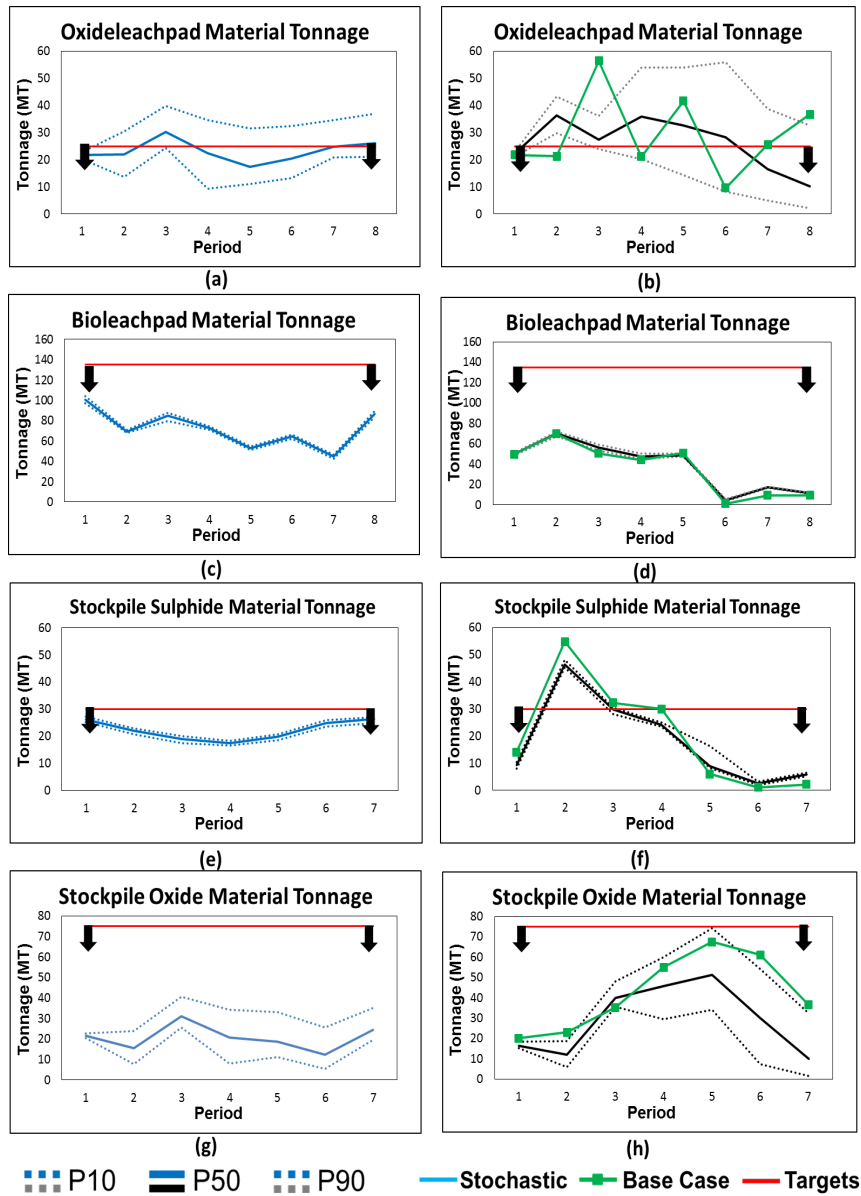 Oxideleachpad Material Tonnage
Tonnage (MT)
60
50
40
30
20
10
0
1 2 3 4 5 6 7 8
Period
(a)
Oxideleachpad Material Tonnage
Tonnage (MT)
60
50
40
30
20
10
0
1 2 3 4 5 6 7 8
Period
(b)
Bioleachpad Material Tonnage
Tonnage (MT)
160
140
120
100
80
60
40
20
0
1 2 3 4 5 6 7 8
Period
(c)
Bioleachpad Material Tonnage
Tonnage (MT)
160
140
120
100
80
60
40
20
0
1 2 3 4 5 6 7 8
Period
(d)
Stockpile Sulphide Material Tonnage
Tonnage (MT)
60
50
40
30
20
10
0
1 2 3 4 5 6 7
Period
(e)
Stockpile Sulphide Material Tonnage
Tonnage (MT)
60
50
40
30
20
10
0
1 2 3 4 5 6 7
Period
(f)
Stockpile Oxide Material Tonnage
Tonnage (MT)
80
70
60
50
40
30
20
10
0
1 2 3 4 5 6 7
Period
(g)
Stockpile Oxide Material Tonnage
Tonnage (MT)
80
70
60
50
40
30
20
10
0
1 2 3 4 5 6 7
Period
(h)
P10 P50 P90 Stochastic Base Case Targets